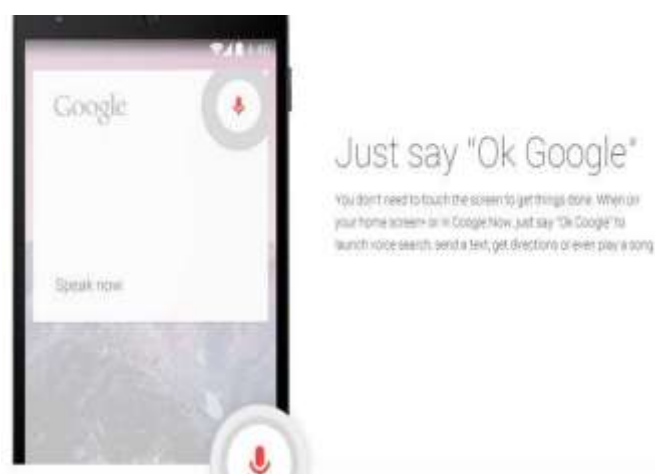 4:40
Google
Speak now
Just say "Ok Google"
You don't need to touch the screen to get things done. When on
your home screen or in Google Now, just say "Ok Google" to
launch voice search, send a text, get directions or even play a song